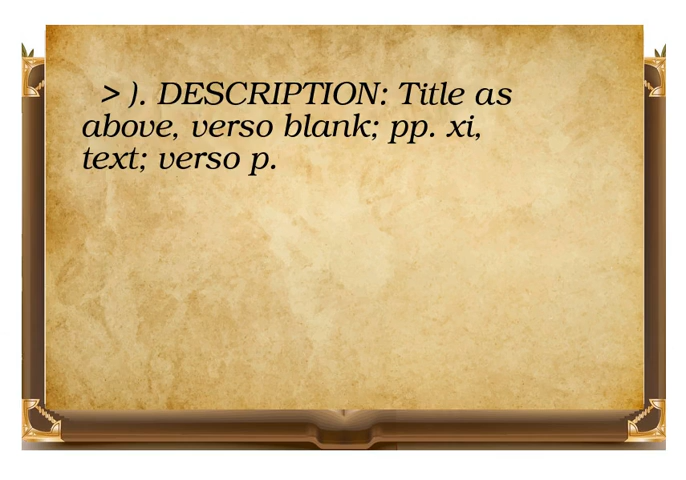 > ). DESCRIPTION: Title as
above, verso blank; pp. xi,
text; verso p.